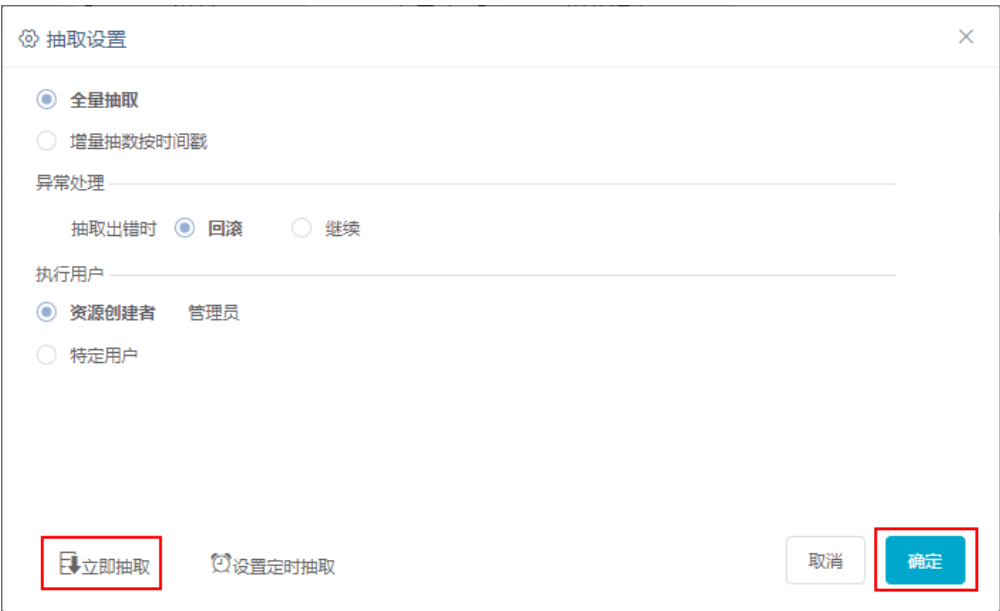 抽取设置
全量抽取
增量抽数按时间戳
异常处理
抽取出错时 回滚 继续
执行用户
资源创建者 管理员
特定用户
立即抽取 设置定时抽取 取消 确定